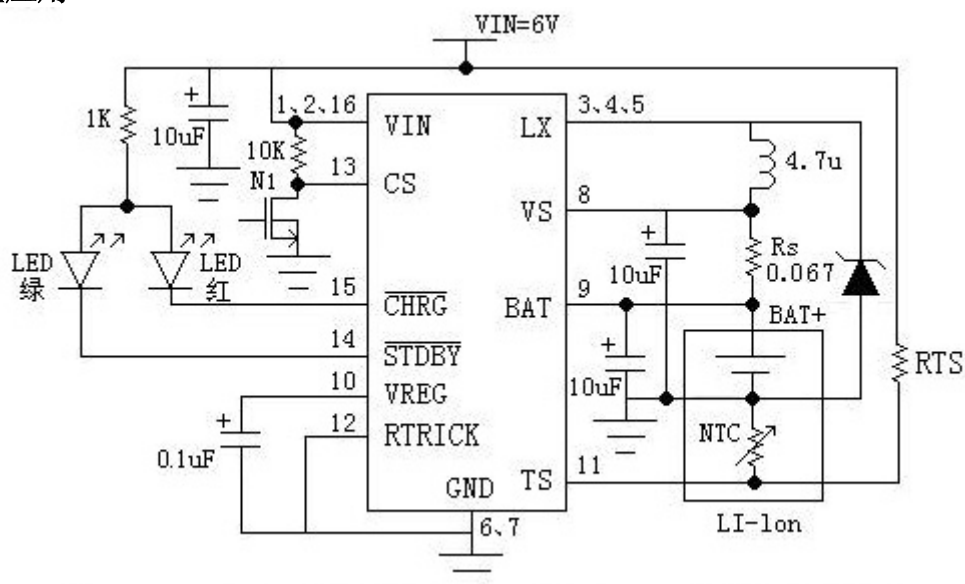 VIN=6V
1K
10uF
1、2、16
VIN
10K
13
CS
N1
LED
绿
LED
红
15
CHRG
14
STDBY
10
VREG
12
RTRICK
0.1uF
GND
6、7
3、4、5
LX
4.7u
8
VS
10uF
Rs
0.067
9
BAT
BAT+
10uF
RTS
NTC
11
TS
LI-lon